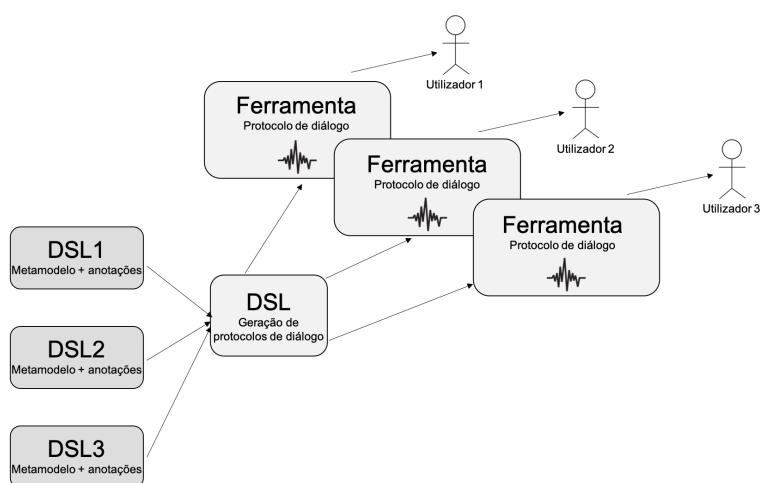 Utilizador 1
Ferramenta
Protocolo de diálogo
Utilizador 2
Ferramenta
Protocolo de diálogo
Utilizador 3
Ferramenta
Protocolo de diálogo
DSL1
Metamodelo + anotações
DSL
Geração de
protocolos de diálogo
DSL2
Metamodelo + anotações
DSL3
Metamodelo + anotações